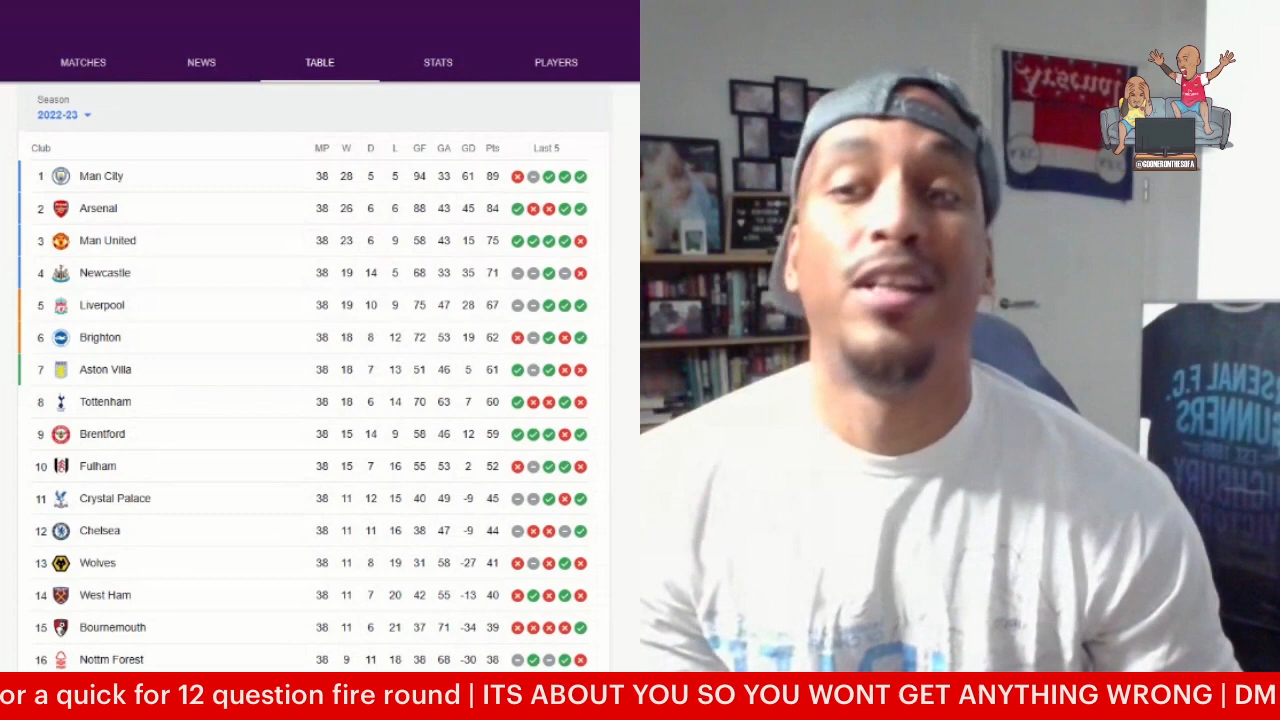 MATCHES NEWS TABLE STATS PLAYERS
Season
2022-23
Club MP W D L GF GA GD Pts Last 5
1 Man City 38 28 5 5 94 33 61 89
2 Arsenal 38 26 6 6 88 43 45 84
3 Man United 38 23 6 9 58 43 15 75
4 Newcastle 38 19 14 5 68 33 35 71
5 Liverpool 38 19 10 9 75 47 28 67
6 Brighton 38 18 8 12 72 53 19 62
7 Aston Villa 38 18 7 13 51 46 5 61
8 Tottenham 38 18 6 14 70 63 7 60
9 Brentford 38 15 14 9 58 46 12 59
10 Fulham 38 15 7 16 55 53 2 52
11 Crystal Palace 38 11 12 15 40 49 -9 45
12 Chelsea 38 11 11 16 38 47 -9 44
13 Wolves 38 11 8 19 31 58 -27 41
14 West Ham 38 11 7 20 42 55 -13 40
15 Bournemouth 38 11 6 21 37 71 -34 39
16 Nottm Forest 38 9 11 18 38 68 -30 38
@GOONERONTHESOFA
SENAL F.C.
UNNERS
or a quick for 12 question fire round | ITS ABOUT YOU SO YOU WONT GET ANYTHING WRONG | DM